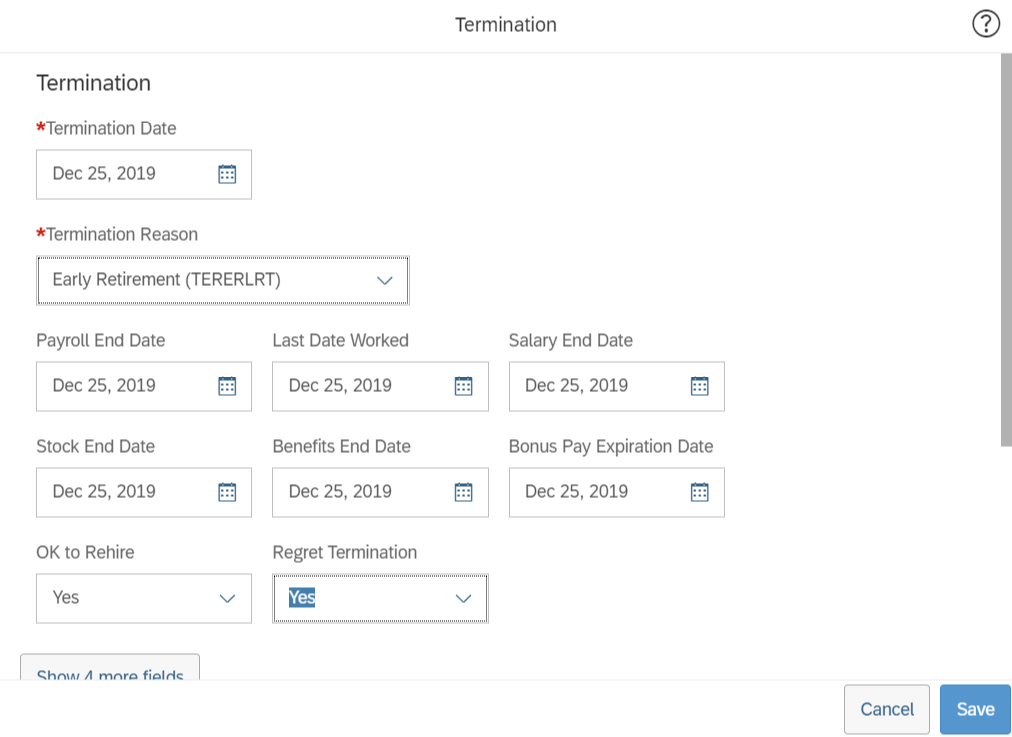 Termination
Termination
*Termination Date
Dec 25, 2019
*Termination Reason
Early Retirement (TERERLRT)
Payroll End Date Last Date Worked Salary End Date
Dec 25, 2019 Dec 25, 2019 Dec 25, 2019
Stock End Date Benefits End Date Bonus Pay Expiration Date
Dec 25, 2019 Dec 25, 2019 Dec 25, 2019
OK to Rehire Regret Termination
Yes Yes
Show 4 more fields
Cancel Save